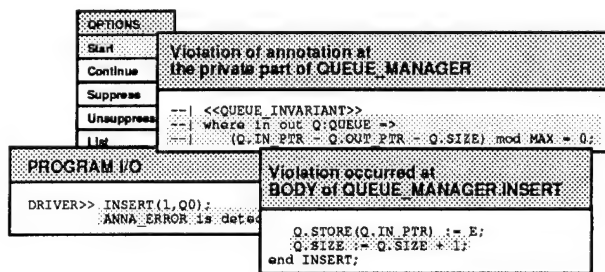 OPTIONS
Start
Continue
Suppress
Unsuppress
List
Violation of annotation at
the private part of QUEUE_MANAGER
--| <<QUEUE_INVARIANT>>
--| where in out Q:QUEUE =>
--| (Q.IN_PTR - Q.OUT_PTR - Q.SIZE) mod MAX = 0;
PROGRAM I/O
DRIVER>> INSERT(1,Q0);
ANNA_ERROR is detec
Violation occurred at
BODY of QUEUE_MANAGER.INSERT
Q.STORE(Q.IN_PTR) := E;
Q.SIZE := Q.SIZE + 1;
end INSERT;